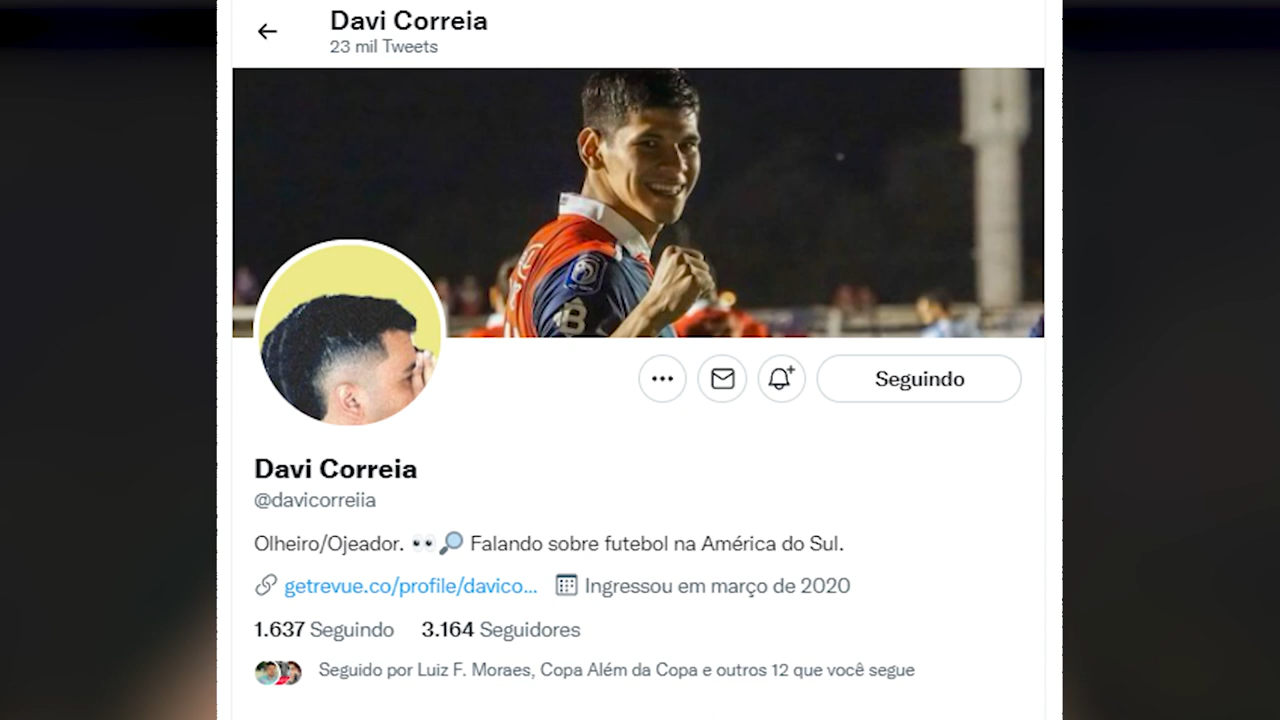 Davi Correia
23 mil Tweets
Seguindo
Davi Correia
@davicorreiia
Olheiro/Ojeador. 👀🔎 Falando sobre futebol na América do Sul.
getrevue.co/profile/davico... Ingressou em março de 2020
1.637 Seguindo 3.164 Seguidores
Seguido por Luiz F. Moraes, Copa Além da Copa e outros 12 que você segue